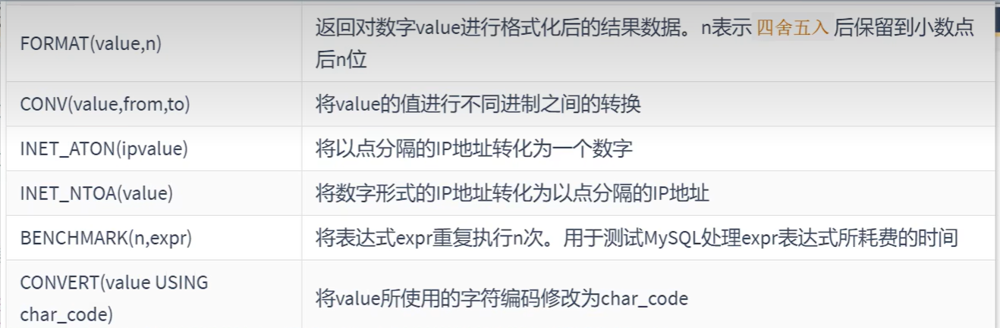 FORMAT(value,n)
返回对数字value进行格式化后的结果数据。n表示 四舍五入 后保留到小数点
后n位
CONV(value,from,to)
将value的值进行不同进制之间的转换
INET_ATON(ipvalue)
将以点分隔的IP地址转化为一个数字
INET_NTOA(value)
将数字形式的IP地址转化为以点分隔的IP地址
BENCHMARK(n,expr)
将表达式expr重复执行n次。用于测试MySQL处理expr表达式所耗费的时间
CONVERT(value USING
char_code)
将value所使用的字符编码修改为char_code